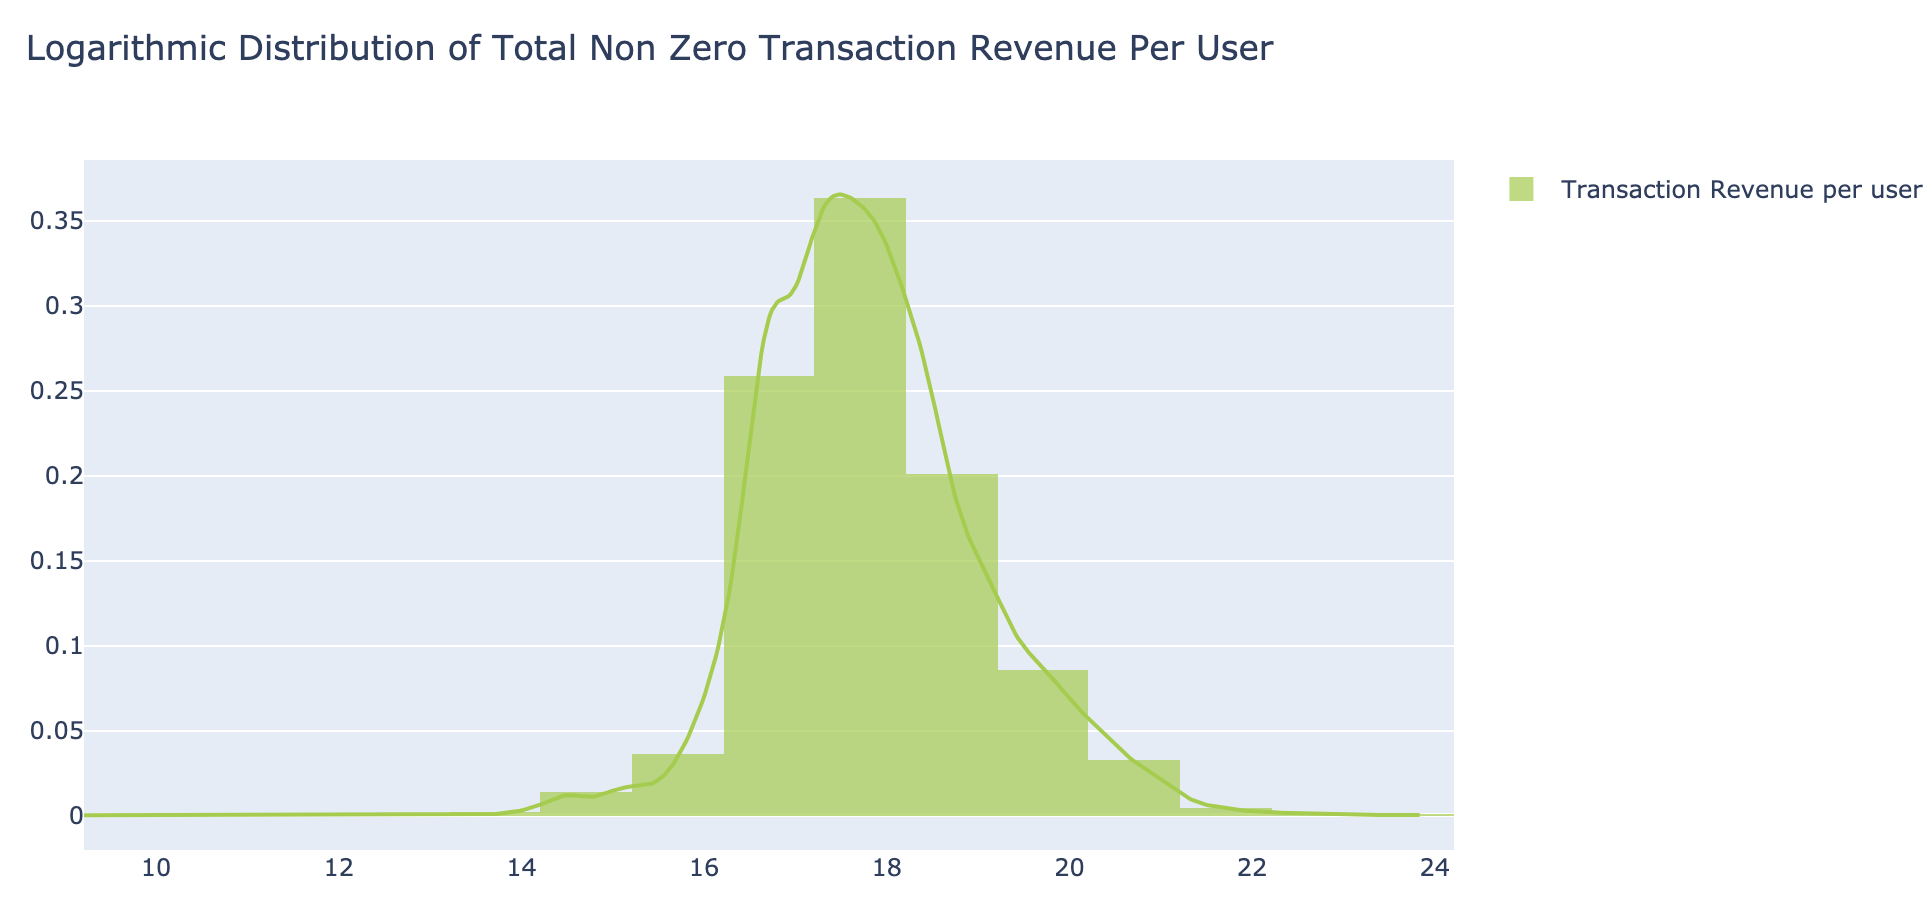 Logarithmic Distribution of Total Non Zero Transaction Revenue Per User
Transaction Revenue per user
0.35
0.3
0.25
0.2
0.15
0.1
0.05
0
10 12 14 16 18 20 22 24